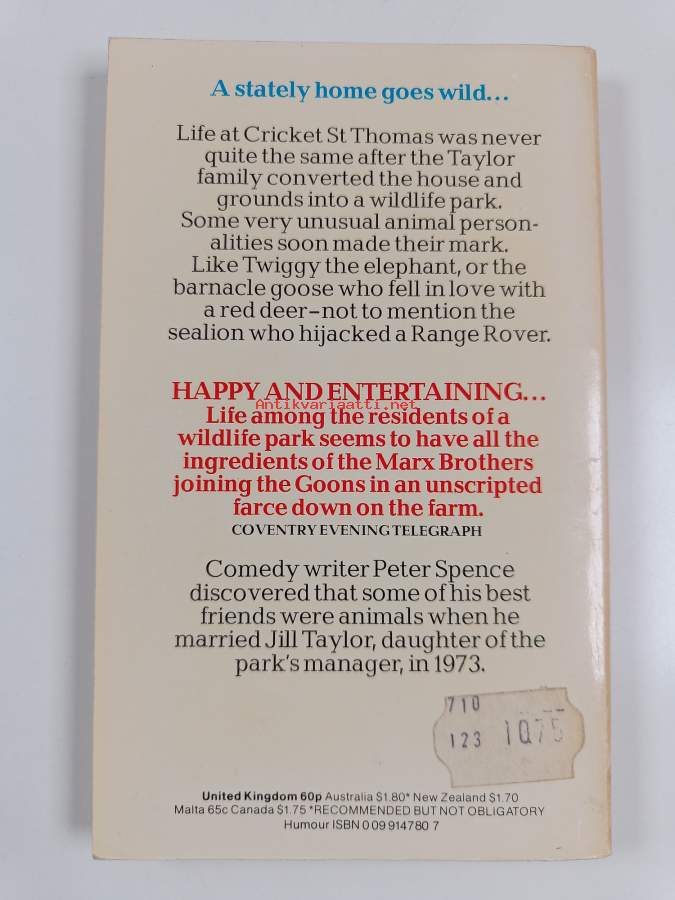 A stately home goes wild...
Life at Cricket St Thomas was never
quite the same after the Taylor
family converted the house and
grounds into a wildlife park.
Some very unusual animal person-
alities soon made their mark.
Like Twiggy the elephant, or the
barnacle goose who fell in love with
a red deer–not to mention the
sealion who hijacked a Range Rover.
HAPPY AND ENTERTAINING...
Antikvariaatti.net
Life among the residents of a
wildlife park seems to have all the
ingredients of the Marx Brothers
joining the Goons in an unscripted
farce down on the farm.
COVENTRY EVENING TELEGRAPH
Comedy writer Peter Spence
discovered that some of his best
friends were animals when he
married Jill Taylor, daughter of the
park's manager, in 1973.
710
123 1075
United Kingdom 60p Australia $1.80* New Zealand $1.70
Malta 65c Canada $1.75 *RECOMMENDED BUT NOT OBLIGATORY
Humour ISBN 0 09 914780 7